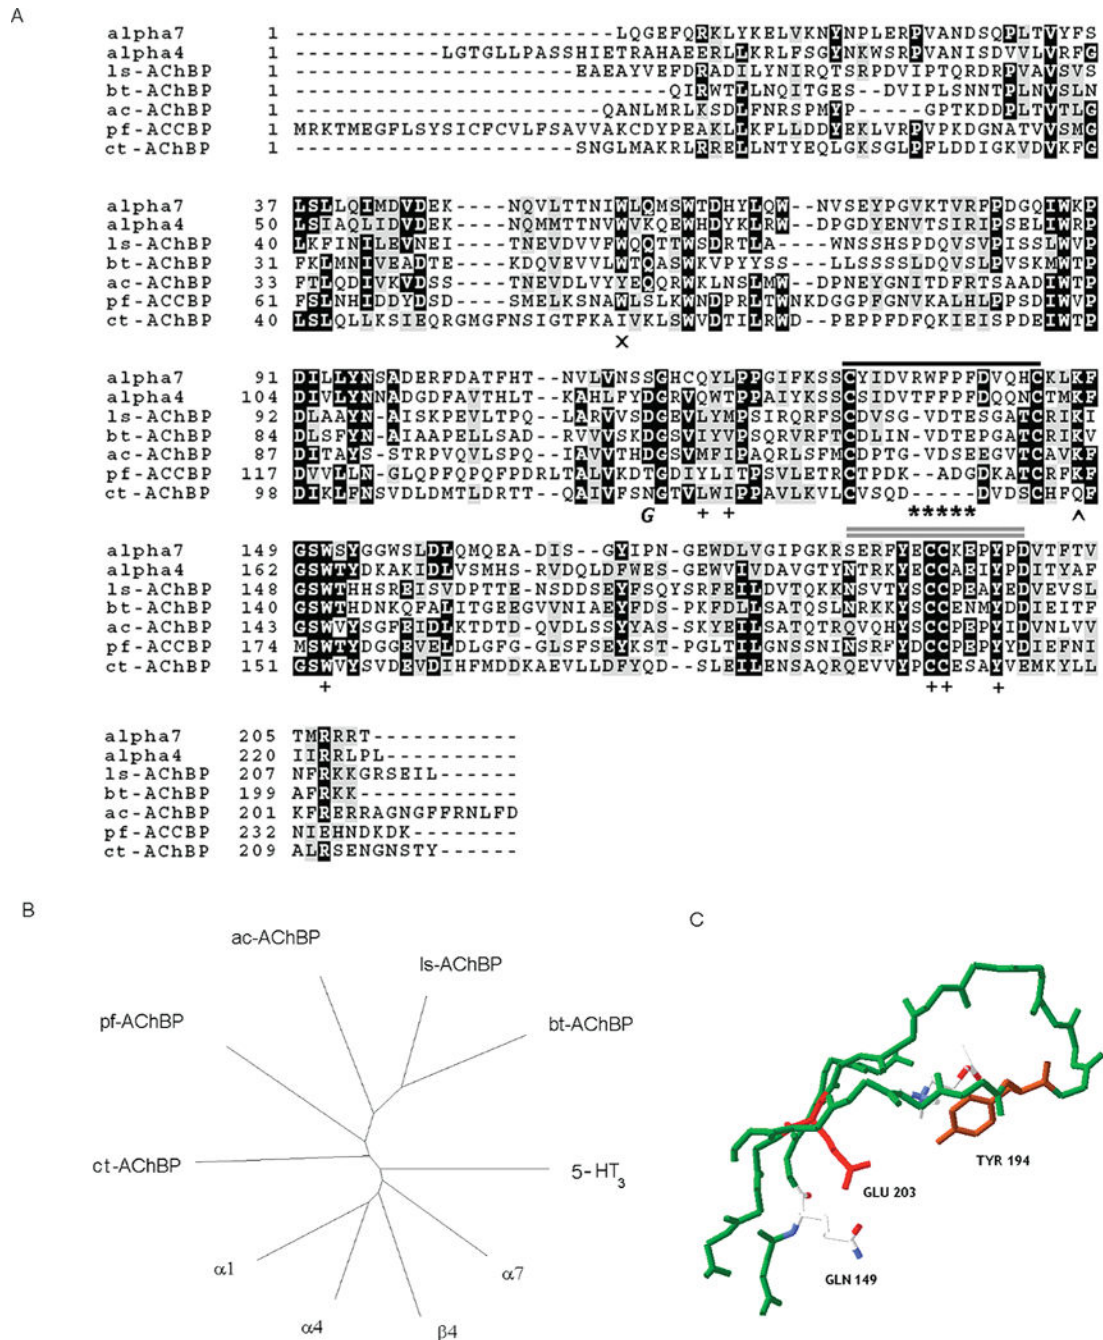 A
alpha7 1 ------------------------LQGEFQRKLYKELVKNYNPLERPVANDSQPLTVYFS
alpha4 1 -----------LGTGLLPASSHIETRAHAEERLLKRLFSGYNKWSRPVANISDVVLVRFG
ls-AChBP 1 ---------------------EAEAYVEFDRADILYNIRQTSRPDVIPTQRDRPVAVSVS
bt-AChBP 1 ----------------------------QIRWTLLNQITGES--DVIPLSNNTPLNVSLN
ac-AChBP 1 -----------------------QANLMRLKSDLFNRSPMYP----GPTKDDPLTVTLG
pf-ACCBP 1 MRKTMEGFLSYSICFCVLFSAVVAKCDYPEAKLLKFLLDDYEKLVRPVPKDGNATVVSMG
ct-AChBP 1 ---------------------SNGLMAKRLRRELLNTYEQLGKSGLPFLDDIGKVDVKFG
alpha7 37 LSLLQIMDVDEK----NQVLTTNIWLQMSWTDHYLQW--NVSEYPGVKTVRFPDGQIWKP
alpha4 50 LSIAQLIDVDEK----NQMMTTNVWVKQEWHDYKLRW--DPGDYENVTSIRIPSELIWRP
ls-AChBP 40 LKFINILEVNEI----TNEVDVVFWQQTTWSDRTLA---WNSSHSPDQVSVPISSLWVP
bt-AChBP 31 FKLMNIVEADTE----KDQVEVVLWTQASWKVPYYSS--LLSSSSLDQVSLPVSKMWTP
ac-AChBP 33 FTLQDIVKVDSS----TNEVDLVYYEQQRWKLNSLMW--DPNEYGNITDFRTSAADIWTP
pf-ACCBP 61 FSLNHIDDYDSD----SMELKSNAWLSLKWNDPRLTWNKDGGPFGNVKALHLPPSDIWVP
ct-AChBP 40 LSLQLLKSIEQRGMGFNSIGTFKAIVKLSWVDTILRWD--PEPPFDFQKIEISPDEIWTP
X
alpha7 91 DILLYNSADERFDATFHT--NVLVNSSGHCQYLPPGIFKSSCYIDVRWFPFDVQHCKLKF
alpha4 104 DIVLYNNADGDFAVTHLT--KAHLFYDGRVQWTPPAIYKSSCSIDVTFFPFDQQNCTMKF
ls-AChBP 92 DLAAYN-AISKPEVLTPQ--LARVVSDGEVLYMPSIRQRFSCDVSG-VDTESGATCRIKI
bt-AChBP 84 DLSFYN-AIAAPELLSAD--RVVVSKDGSVIYVPSQRVRFTCDLIN-VDTEPGATCRIKV
ac-AChBP 87 DITAYS-STRPVQVLSPQ--IAVVTHDGSVMFIPAQRLSFMCDPTG-VDSEEGVTCAVKF
pf-ACCBP 117 DVVLLN-GLQPFQPQFPDRLTALVKDTGDIYLITPSVLETRCTPDK--ADGDKATCFKF
ct-AChBP 98 DIKLFNSVDLDMTLDRTT--QAIVFSNGTVLWIPPAVLKVLCVSQD-----DVDSCHFQF
G + + ***** ^
alpha7 149 GSWSYGGWSLDLQMQEA-DIS--GYIPN-GEWDLVGIPGKRSERFYECCKEPYPDVTFTV
alpha4 162 GSWTYDKAKIDLVSMHS-RVDQLDFWES-GEWVIVDAVGTYNTRKYECCAEIYPDITYAF
ls-AChBP 148 GSWTHHSREISVDPTTE-NSDDSEYFSQYSRFEILDVTQKKNSVTYSCCPEAYEDVEVSL
bt-AChBP 140 GSWTHDNKQFALITGEEGVVNIAEYFDS-PKFDLLSATQSLNRKKYSCCENMYDDIEITF
ac-AChBP 143 GSWVYSGFEIDLKTDTD-QVDLSSYYAS-SKYEILSATQTRQVQHYSCCPEPYIDVNLVV
pf-ACCBP 174 MSWTYDGGEVELDLGFG-GLSFSEYKST-PGLTILGNSSNINSRFYDCCPEPYYDIEFNI
ct-AChBP 151 GSWVYSVDEVDIHFMDDKAEVLLDFYQD--SLEILENSAQRQEVVYPCCESAYVEMKYLL
+ ++ +
alpha7 205 TMRRRT-----------
alpha4 220 IIRRLPL----------
ls-AChBP 207 NFRKKGRSEIL------
bt-AChBP 199 AFRKK------------
ac-AChBP 201 KFRERRAGNGFFRNLFD
pf-ACCBP 232 NIEHNDKDK--------
ct-AChBP 209 ALRSENGNSTY------
B
ac-AChBP
ls-AChBP
pf-AChBP
bt-AChBP
ct-AChBP
5-HT3
α1
α7
α4
β4
C
TYR 194
GLU 203
GLN 149